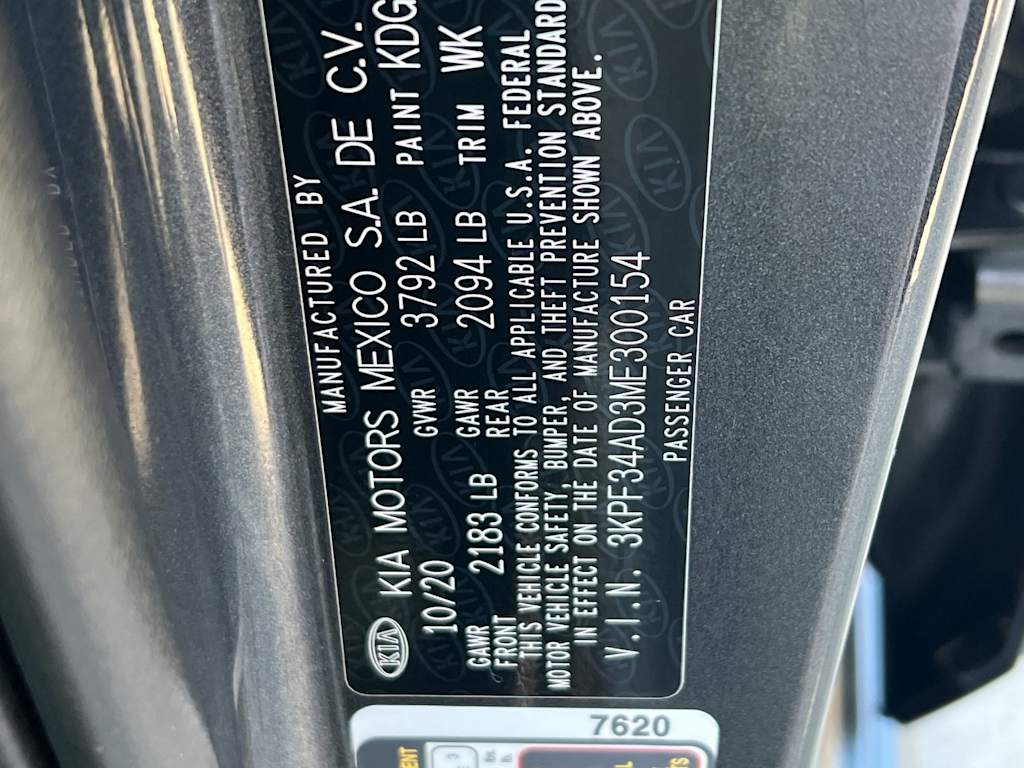 MANUFACTURED BY
KIA KIA MOTORS MEXICO S.A. DE C.V.
10/20 GVWR 3792 LB PAINT KDG
GAWR FRONT 2183 LB GAWR REAR 2094 LB TRIM WK
THIS VEHICLE CONFORMS TO ALL APPLICABLE U.S.A. FEDERAL
MOTOR VEHICLE SAFETY, BUMPER, AND THEFT PREVENTION STANDARD
IN EFFECT ON THE DATE OF MANUFACTURE SHOWN ABOVE.
V.I.N. 3KPF34AD3ME300154
PASSENGER CAR
7620